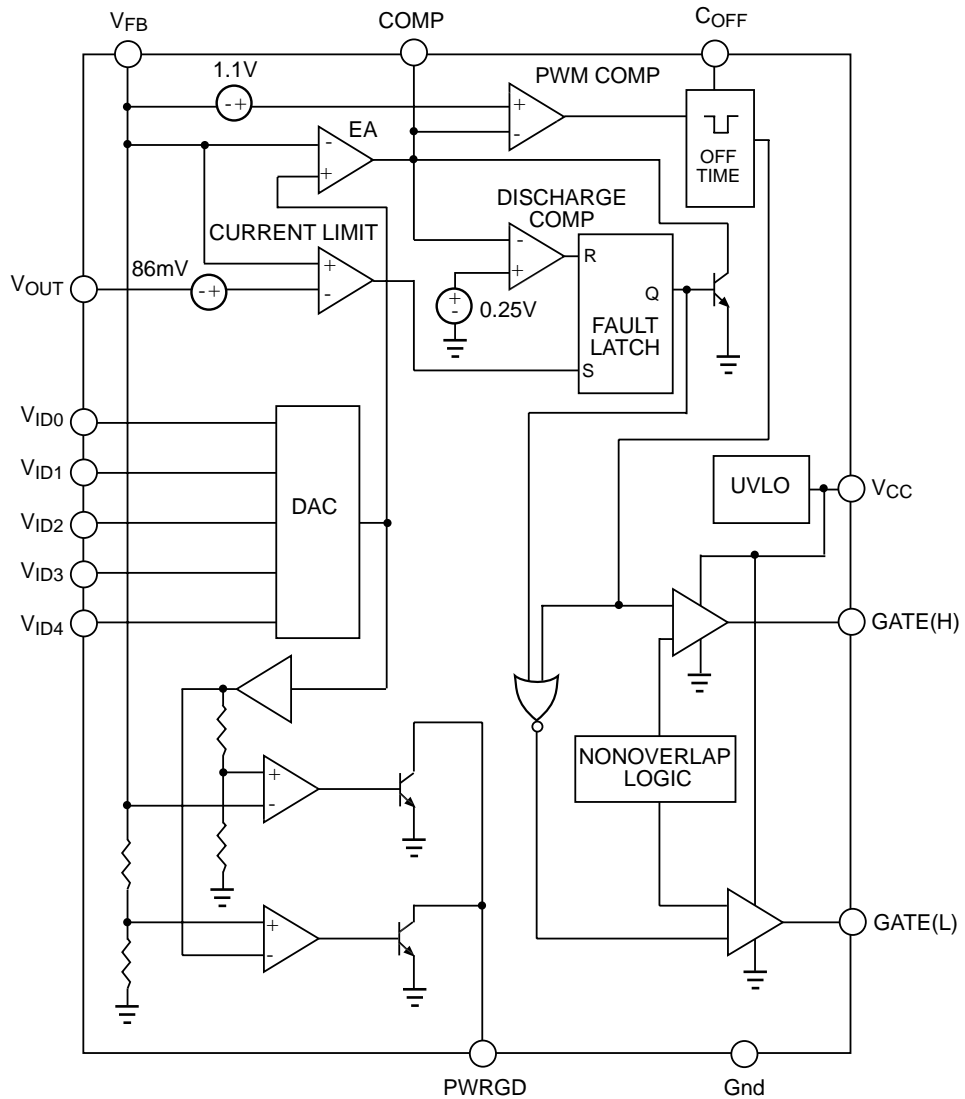 VFB
COMP
COFF
1.1V
- +
PWM COMP
+
-
EA
-
+
OFF
TIME
DISCHARGE
COMP
-
+
CURRENT LIMIT
+
-
R
Q
FAULT
LATCH
S
VOUT
86mV
- +
+
-
0.25V
VID0
VID1
VID2
VID3
VID4
DAC
UVLO
VCC
GATE(H)
NONOVERLAP
LOGIC
+
-
+
-
GATE(L)
PWRGD
Gnd